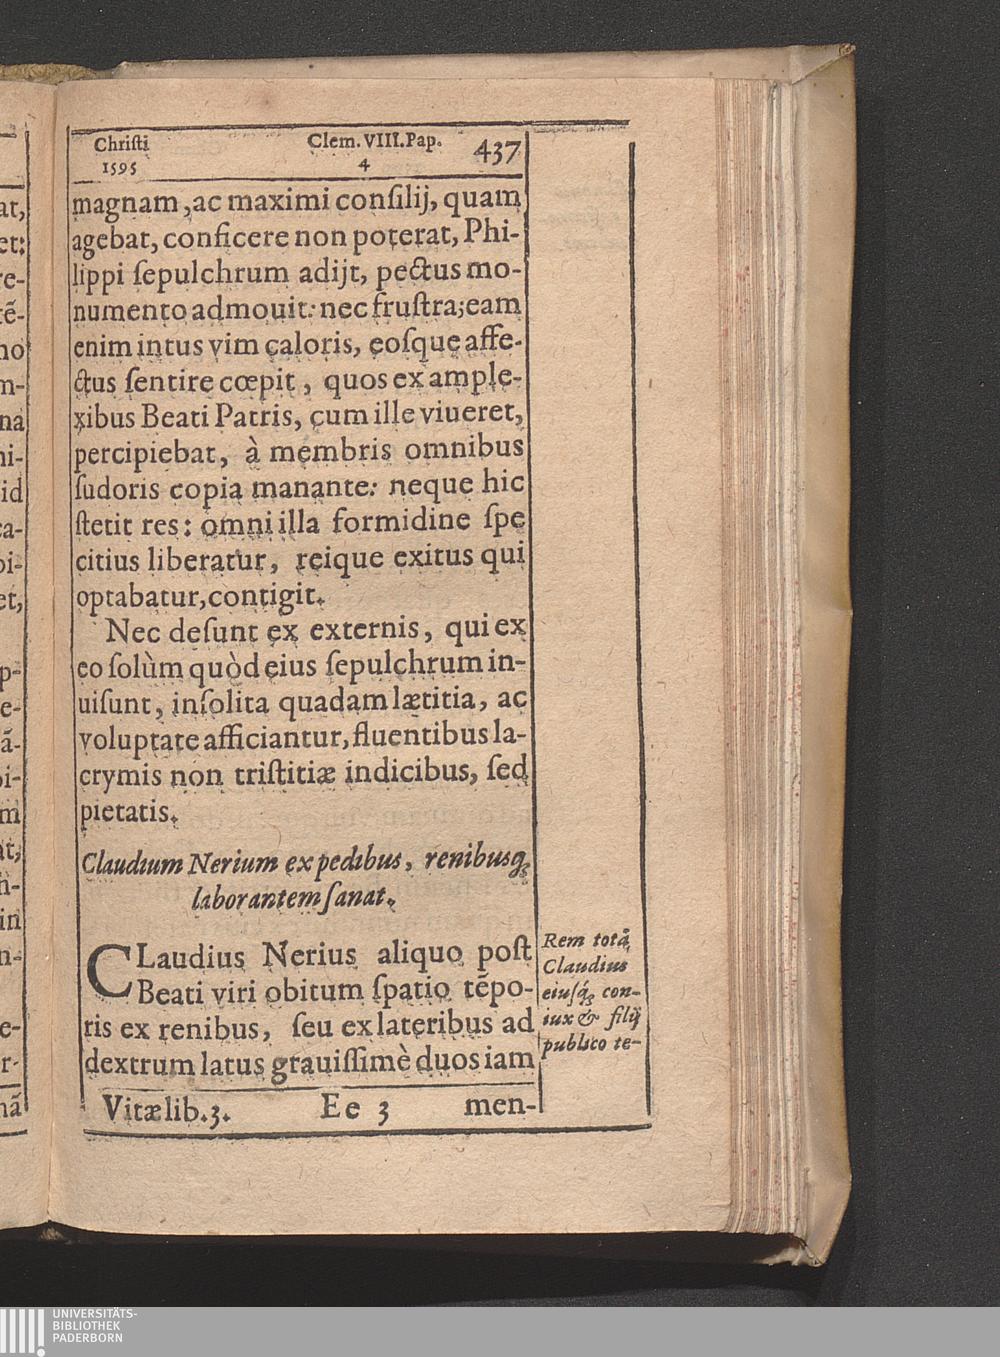 Christi
1595
Clem. VIII. Pap.
4
437
magnam, ac maximi consilij, quam
agebat, conficere non poterat, Phi-
lippi sepulchrum adijt, pectus mo-
numento admouit: nec frustra; eam
enim intus vim caloris, eosque affe-
ctus sentire cœpit, quos ex ample-
xibus Beati Patris, cum ille viueret,
percipiebat, à membris omnibus
sudoris copia manante: neque hic
stetit res: omni illa formidine spe
citius liberatur, reique exitus qui
optabatur, contigit.
Nec desunt ex externis, qui ex
eo solùm quòd eius sepulchrum in-
uisunt, insolita quadam lætitia, ac
voluptate afficiantur, fluentibus la-
crymis non tristitiæ indicibus, sed
pietatis.
Claudium Nerium ex pedibus, renibusq;
laborantem sanat.
CLaudius Nerius aliquo post
Beati viri obitum spatio tẽpo-
ris ex renibus, seu ex lateribus ad
dextrum latus grauissimè duos iam
Rem totã
Claudius
eiusq́; con-
iux & filij
publico te-
Vitæ lib. 3.
Ee 3
men-
UNIVERSITÄTS-
BIBLIOTHEK
PADERBORN